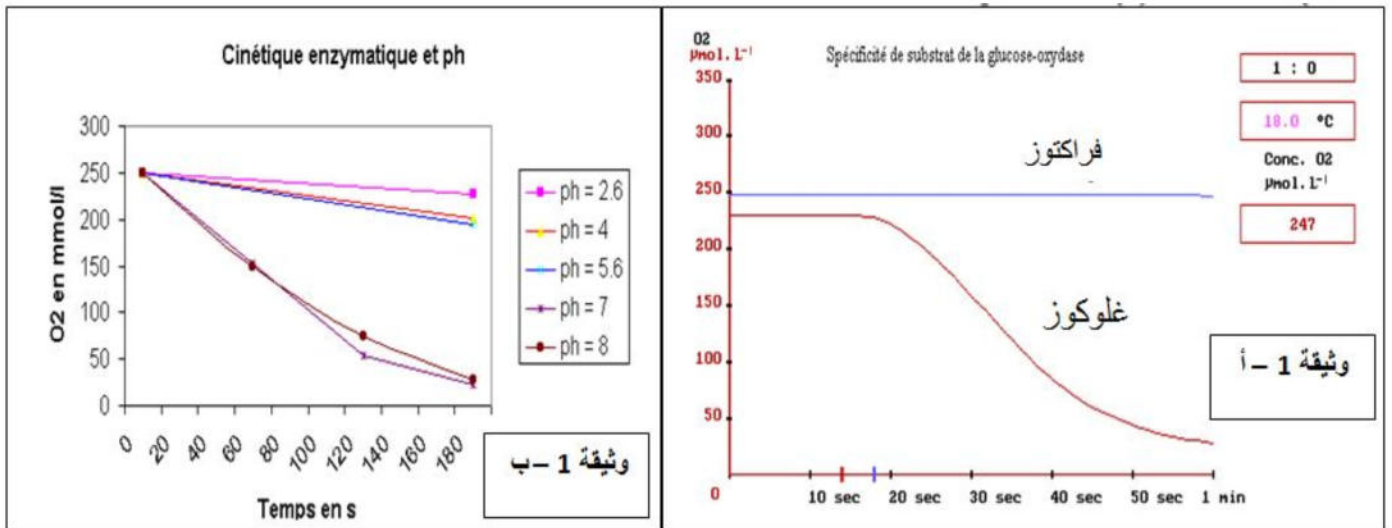 Cinétique enzymatique et ph
300
250
200
150
100
50
0
O2 en mmol/l
0
20
40
60
80
100
120
140
160
180
Temps en s
ph = 2.6
ph = 4
ph = 5.6
ph = 7
ph = 8
وثيقة 1 – ب
O2
µmol.L⁻¹
Spécificité de substrat de la glucose-oxydase
350
300
250
200
150
100
50
0
10 sec
20 sec
30 sec
40 sec
50 sec
1 min
فراكتوز
غلوكوز
1 : 0
18.0 °C
Conc. O2
µmol.L⁻¹
247
وثيقة 1 – أ